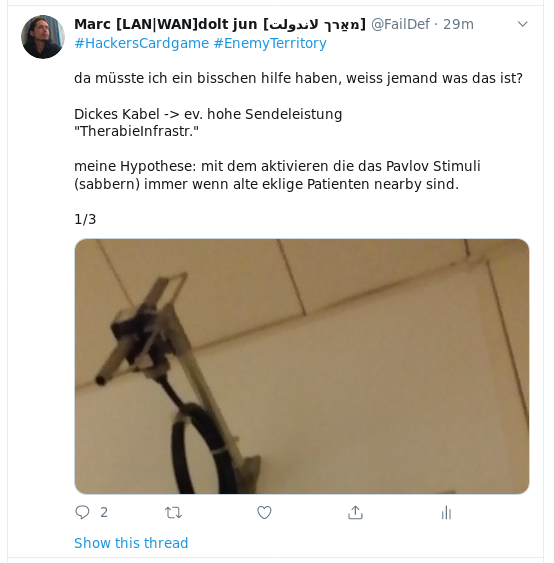 Marc [LAN|WAN]dolt jun [מאַרך لاندولت] @FailDef · 29m
#HackersCardgame #EnemyTerritory
da müsste ich ein bisschen hilfe haben, weiss jemand was das ist?
Dickes Kabel -> ev. hohe Sendeleistung
"TherabieInfrastr."
meine Hypothese: mit dem aktivieren die das Pavlov Stimuli
(sabbern) immer wenn alte eklige Patienten nearby sind.
1/3
2
Show this thread